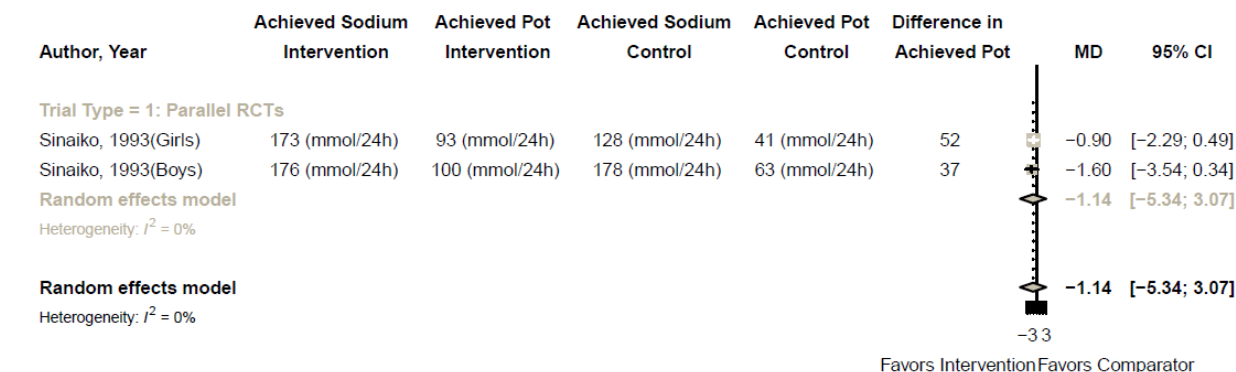 Achieved Sodium Achieved Pot Achieved Sodium Achieved Pot Difference in
Author, Year Intervention Intervention Control Control Achieved Pot MD 95% CI
Trial Type = 1: Parallel RCTs
Sinaiko, 1993(Girls) 173 (mmol/24h) 93 (mmol/24h) 128 (mmol/24h) 41 (mmol/24h) 52 −0.90 [−2.29; 0.49]
Sinaiko, 1993(Boys) 176 (mmol/24h) 100 (mmol/24h) 178 (mmol/24h) 63 (mmol/24h) 37 −1.60 [−3.54; 0.34]
Random effects model −1.14 [−5.34; 3.07]
Heterogeneity: I² = 0%
Random effects model −1.14 [−5.34; 3.07]
Heterogeneity: I² = 0%
−3 3
Favors Intervention Favors Comparator